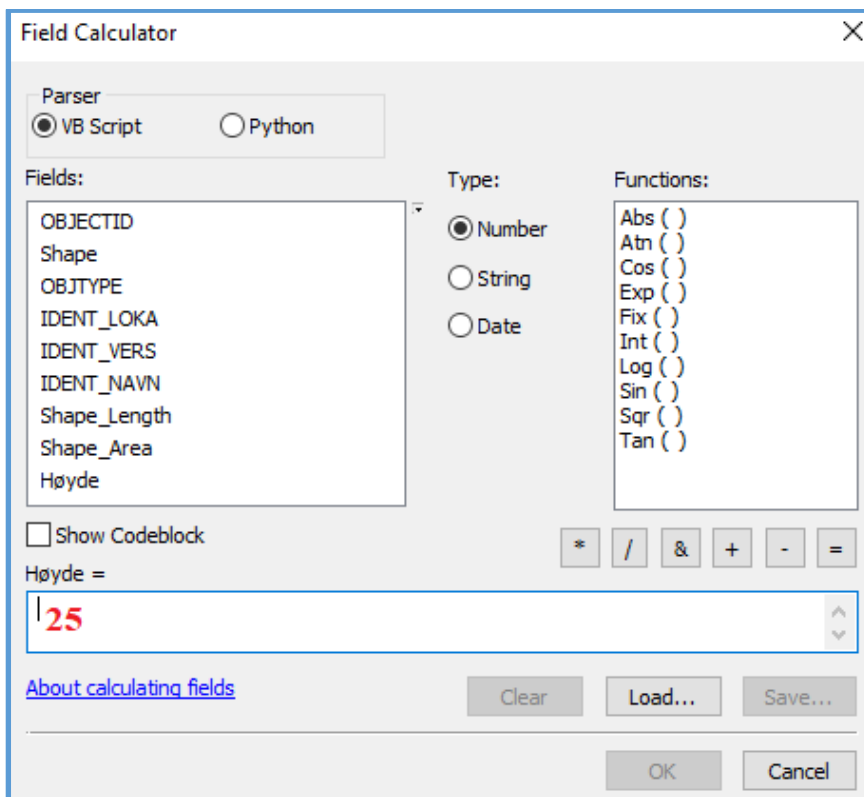 Field Calculator
Parser
VB Script Python
Fields: Type: Functions:
OBJECTID
Shape
OBJTYPE
IDENT_LOKA
IDENT_VERS
IDENT_NAVN
Shape_Length
Shape_Area
Høyde
Number
String
Date
Abs ( )
Atn ( )
Cos ( )
Exp ( )
Fix ( )
Int ( )
Log ( )
Sin ( )
Sqr ( )
Tan ( )
Show Codeblock
* / & + - =
Høyde =
25
About calculating fields
Clear Load... Save...
OK Cancel